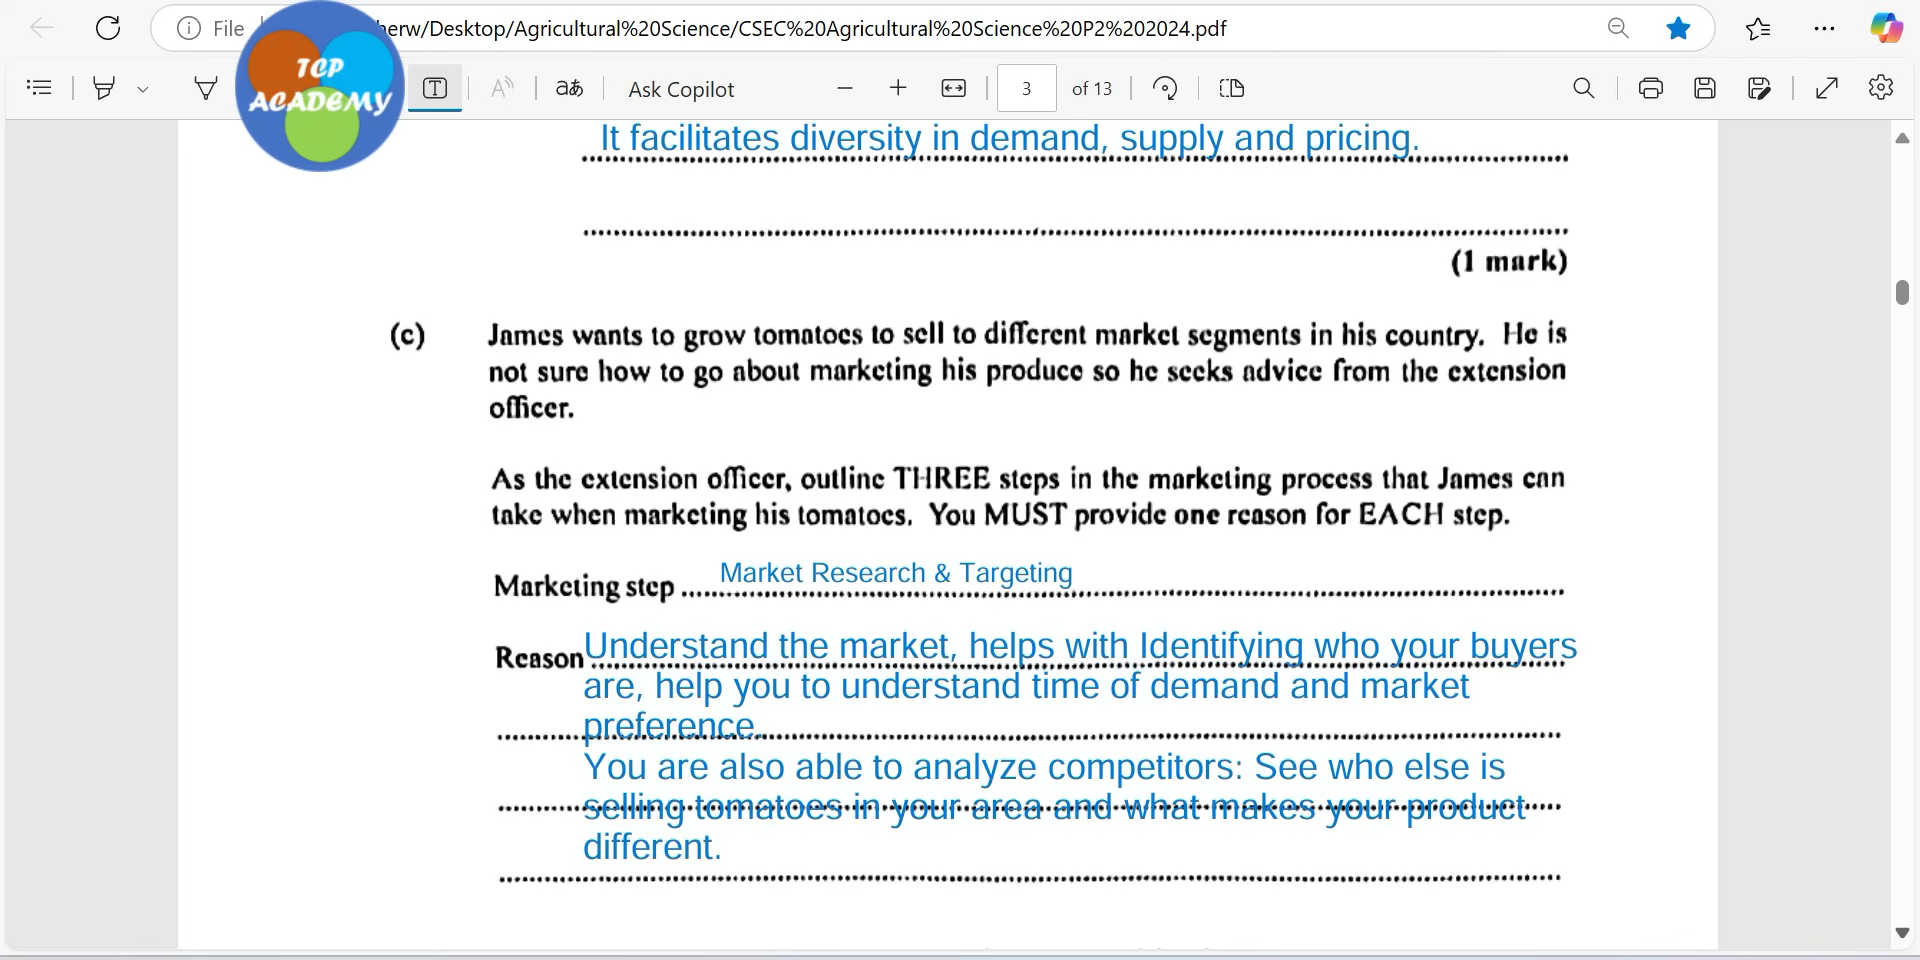 File
herw/Desktop/Agricultural%20Science/CSEC%20Agricultural%20Science%20P2%202024.pdf
TCP
ACADEMY
T
A
aあ
Ask Copilot
3
of 13
It facilitates diversity in demand, supply and pricing.
(1 mark)
(c) James wants to grow tomatoes to sell to different market segments in his country. He is
not sure how to go about marketing his produce so he seeks advice from the extension
officer.
As the extension officer, outline THREE steps in the marketing process that James can
take when marketing his tomatoes. You MUST provide one reason for EACH step.
Marketing step Market Research & Targeting
Reason Understand the market, helps with Identifying who your buyers
are, help you to understand time of demand and market
preference.
You are also able to analyze competitors: See who else is
selling tomatoes in your area and what makes your product
different.